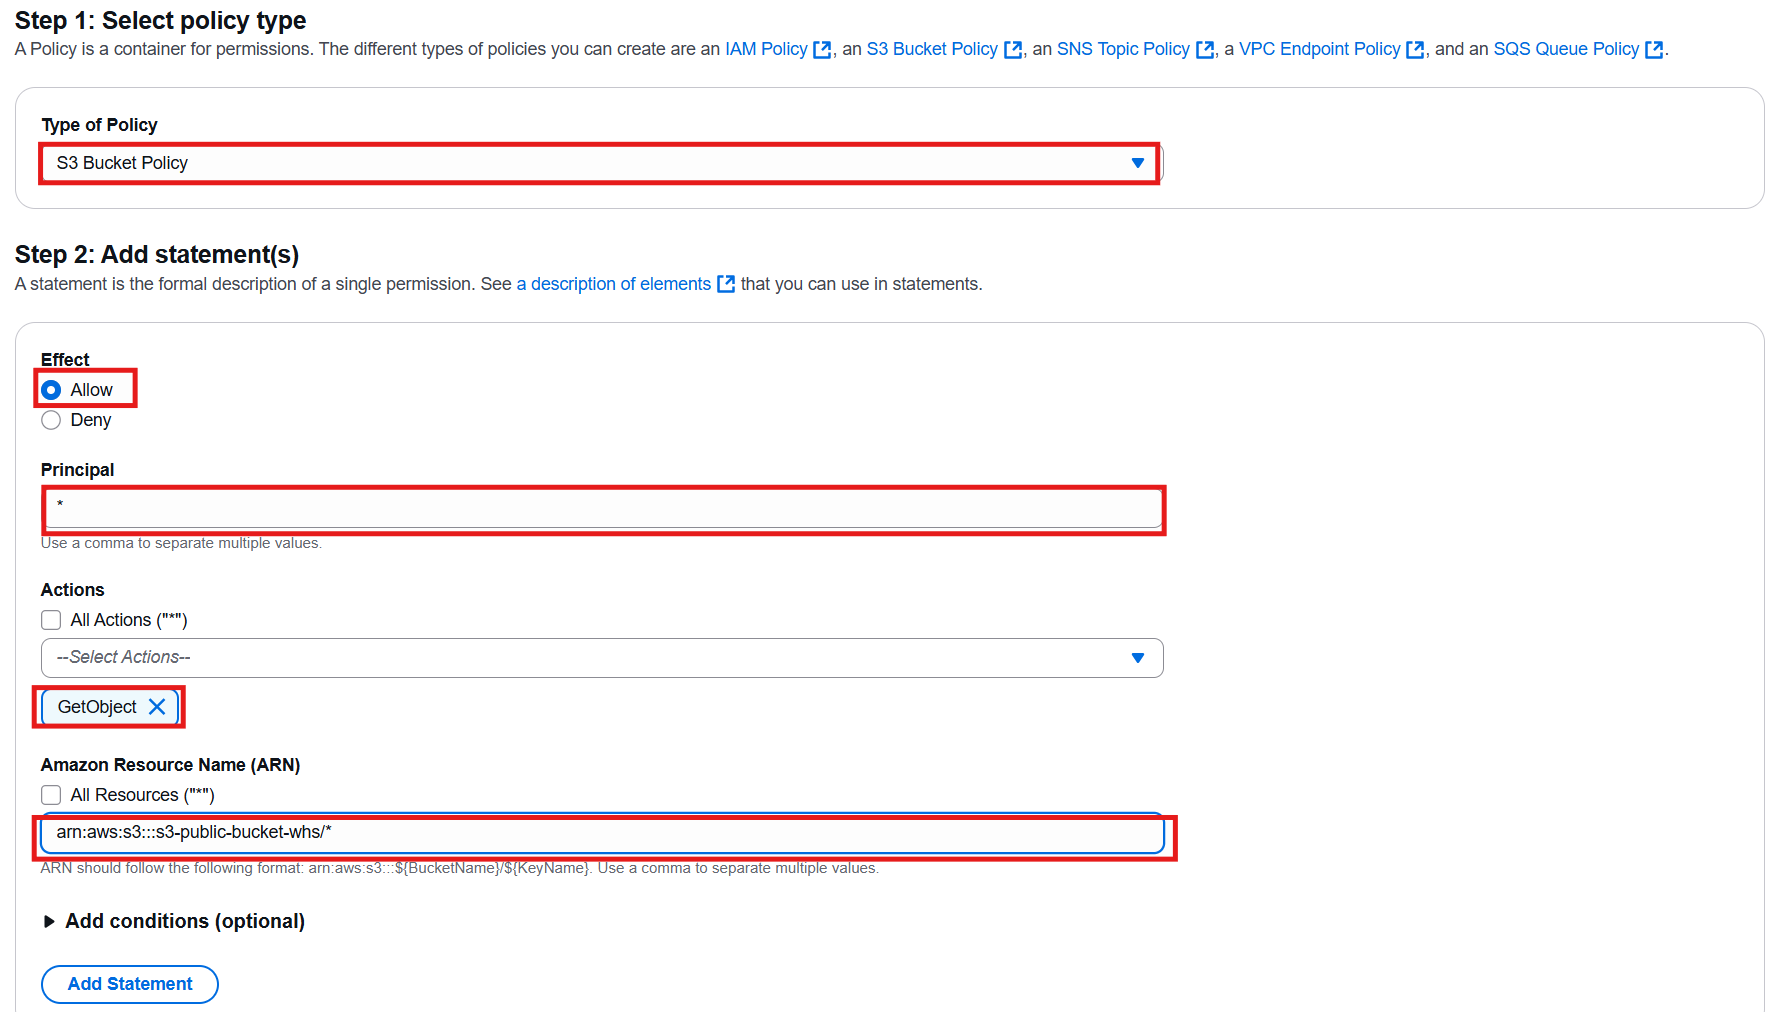 Step 1: Select policy type
A Policy is a container for permissions. The different types of policies you can create are an IAM Policy, an S3 Bucket Policy, an SNS Topic Policy, a VPC Endpoint Policy, and an SQS Queue Policy.
Type of Policy
S3 Bucket Policy
Step 2: Add statement(s)
A statement is the formal description of a single permission. See a description of elements that you can use in statements.
Effect
Allow
Deny
Principal
*
Use a comma to separate multiple values.
Actions
All Actions ("*")
--Select Actions--
GetObject
Amazon Resource Name (ARN)
All Resources ("*")
arn:aws:s3:::s3-public-bucket-whs/*
ARN should follow the following format: arn:aws:s3:::${BucketName}/${KeyName}. Use a comma to separate multiple values.
Add conditions (optional)
Add Statement